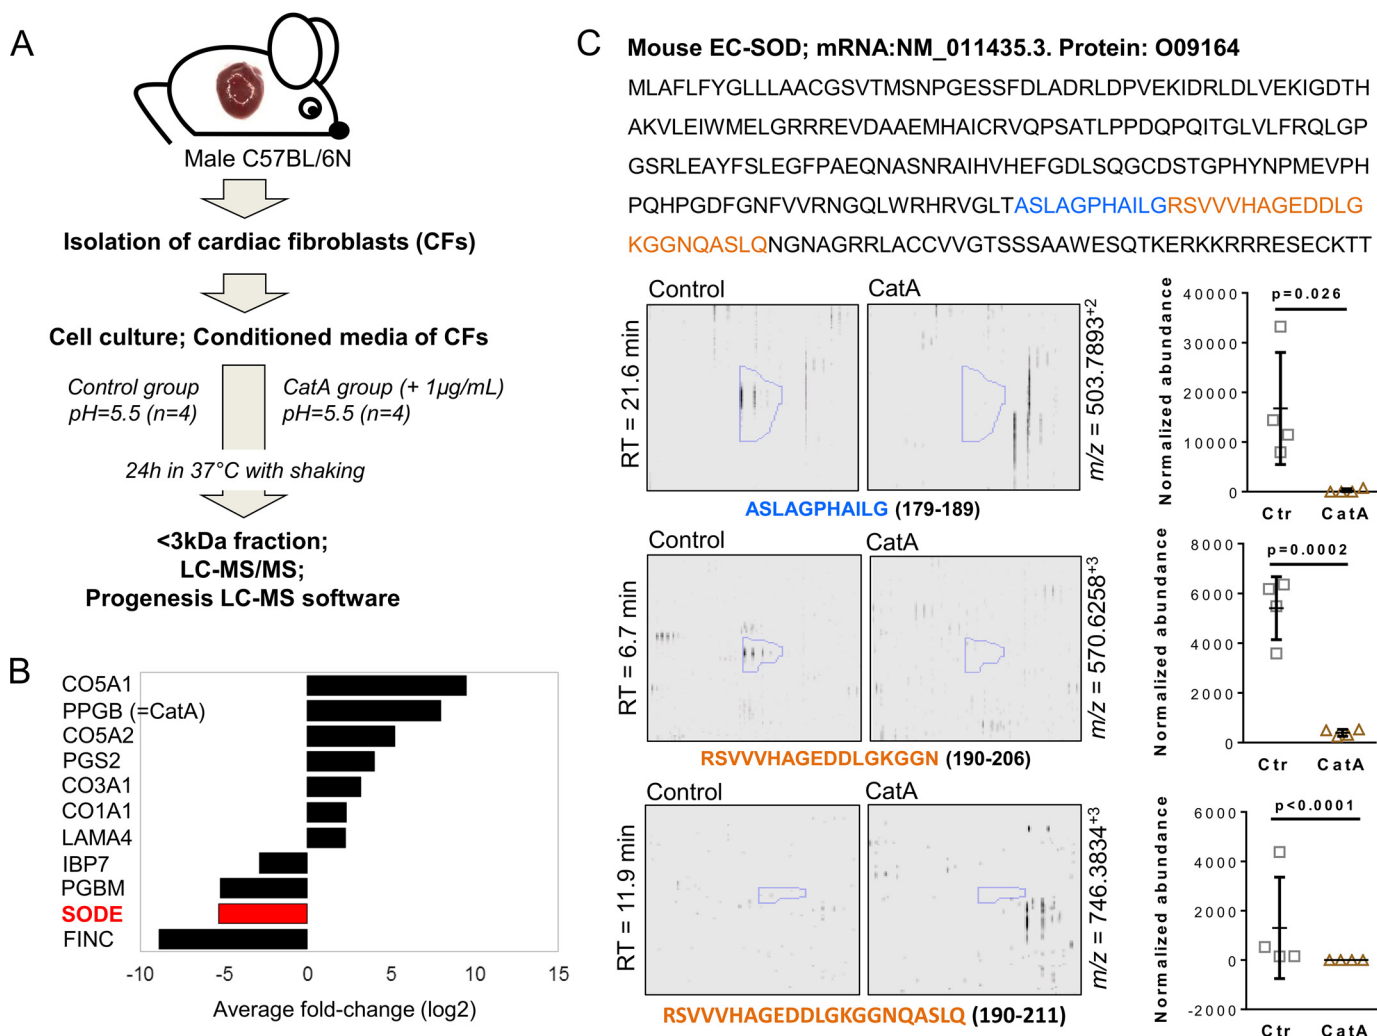 A
Male C57BL/6N
Isolation of cardiac fibroblasts (CFs)
Cell culture; Conditioned media of CFs
Control group
pH=5.5 (n=4)
CatA group (+ 1µg/mL)
pH=5.5 (n=4)
24h in 37°C with shaking
<3kDa fraction;
LC-MS/MS;
Progenesis LC-MS software
B
CO5A1
PPGB (=CatA)
CO5A2
PGS2
CO3A1
CO1A1
LAMA4
IBP7
PGBM
SODE
FINC
-10 -5 0 5 10 15
Average fold-change (log2)
C
Mouse EC-SOD; mRNA:NM_011435.3. Protein: O09164
MLAFLFYGLLLAACGSVTMSNPGESSFDLADRLDPVEKIDRLDLVEKIGDTH
AKVLEIWMELGRRREVDAAEMHAICRVQPSATLPPDQPQITGLVLFRQLGP
GSRLEAYFSLEGFPAEQNASNRAIHVHEFGDLSQGCDSTGPHYNPMEVPH
PQHPGDFGNFVVRNGQLWRHRVGLTASLAGPHAILGRSVVVHAGEDDLG
KGGNQASLQNGNAGRRLACCVVGTSSSAAWESQTKERKKRRRESECKTT
Control
CatA
RT = 21.6 min
m/z = 503.7893+2
ASLAGPHAILG (179-189)
Normalized abundance
40000
30000
20000
10000
0
p=0.026
Ctr CatA
Control
CatA
RT = 6.7 min
m/z = 570.6258+3
RSVVVHAGEDDLGKGGN (190-206)
Normalized abundance
8000
6000
4000
2000
0
p=0.0002
Ctr CatA
Control
CatA
RT = 11.9 min
m/z = 746.3834+3
RSVVVHAGEDDLGKGGNQASLQ (190-211)
Normalized abundance
6000
4000
2000
0
-2000
p<0.0001
Ctr CatA